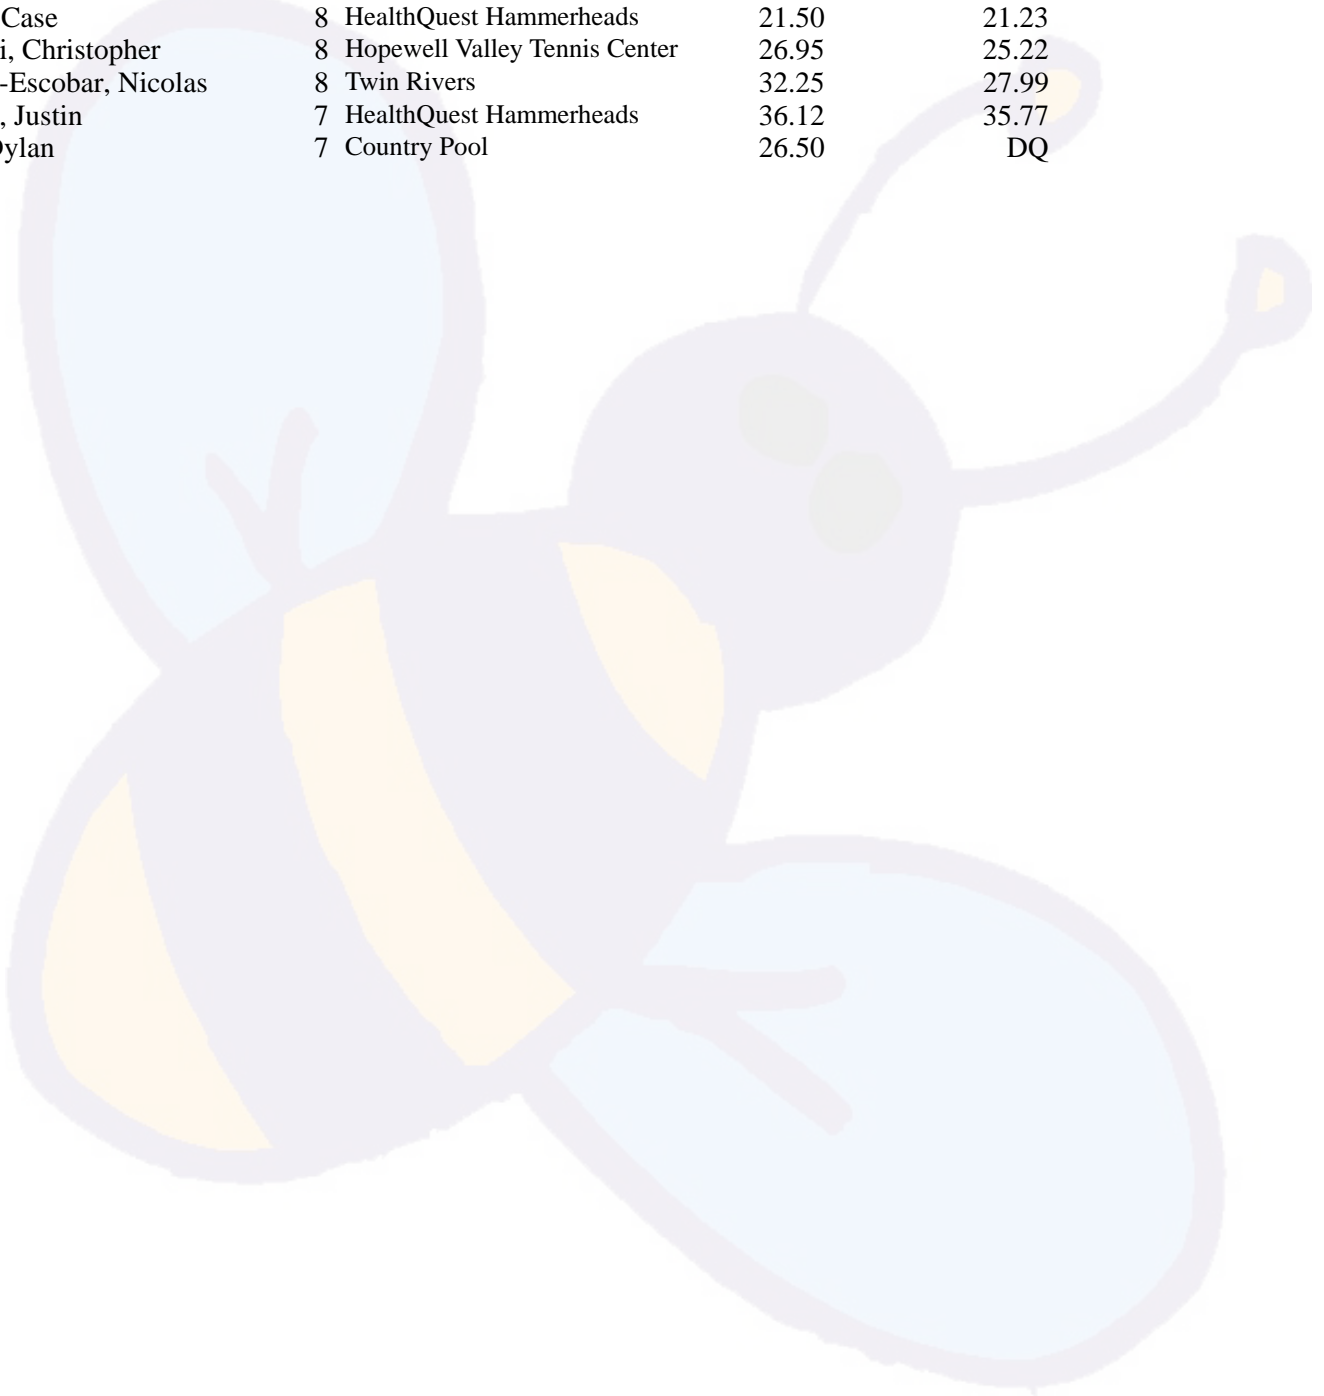 Case 8 HealthQuest Hammerheads 21.50 21.23
i, Christopher 8 Hopewell Valley Tennis Center 26.95 25.22
-Escobar, Nicolas 8 Twin Rivers 32.25 27.99
, Justin 7 HealthQuest Hammerheads 36.12 35.77
Dylan 7 Country Pool 26.50 DQ